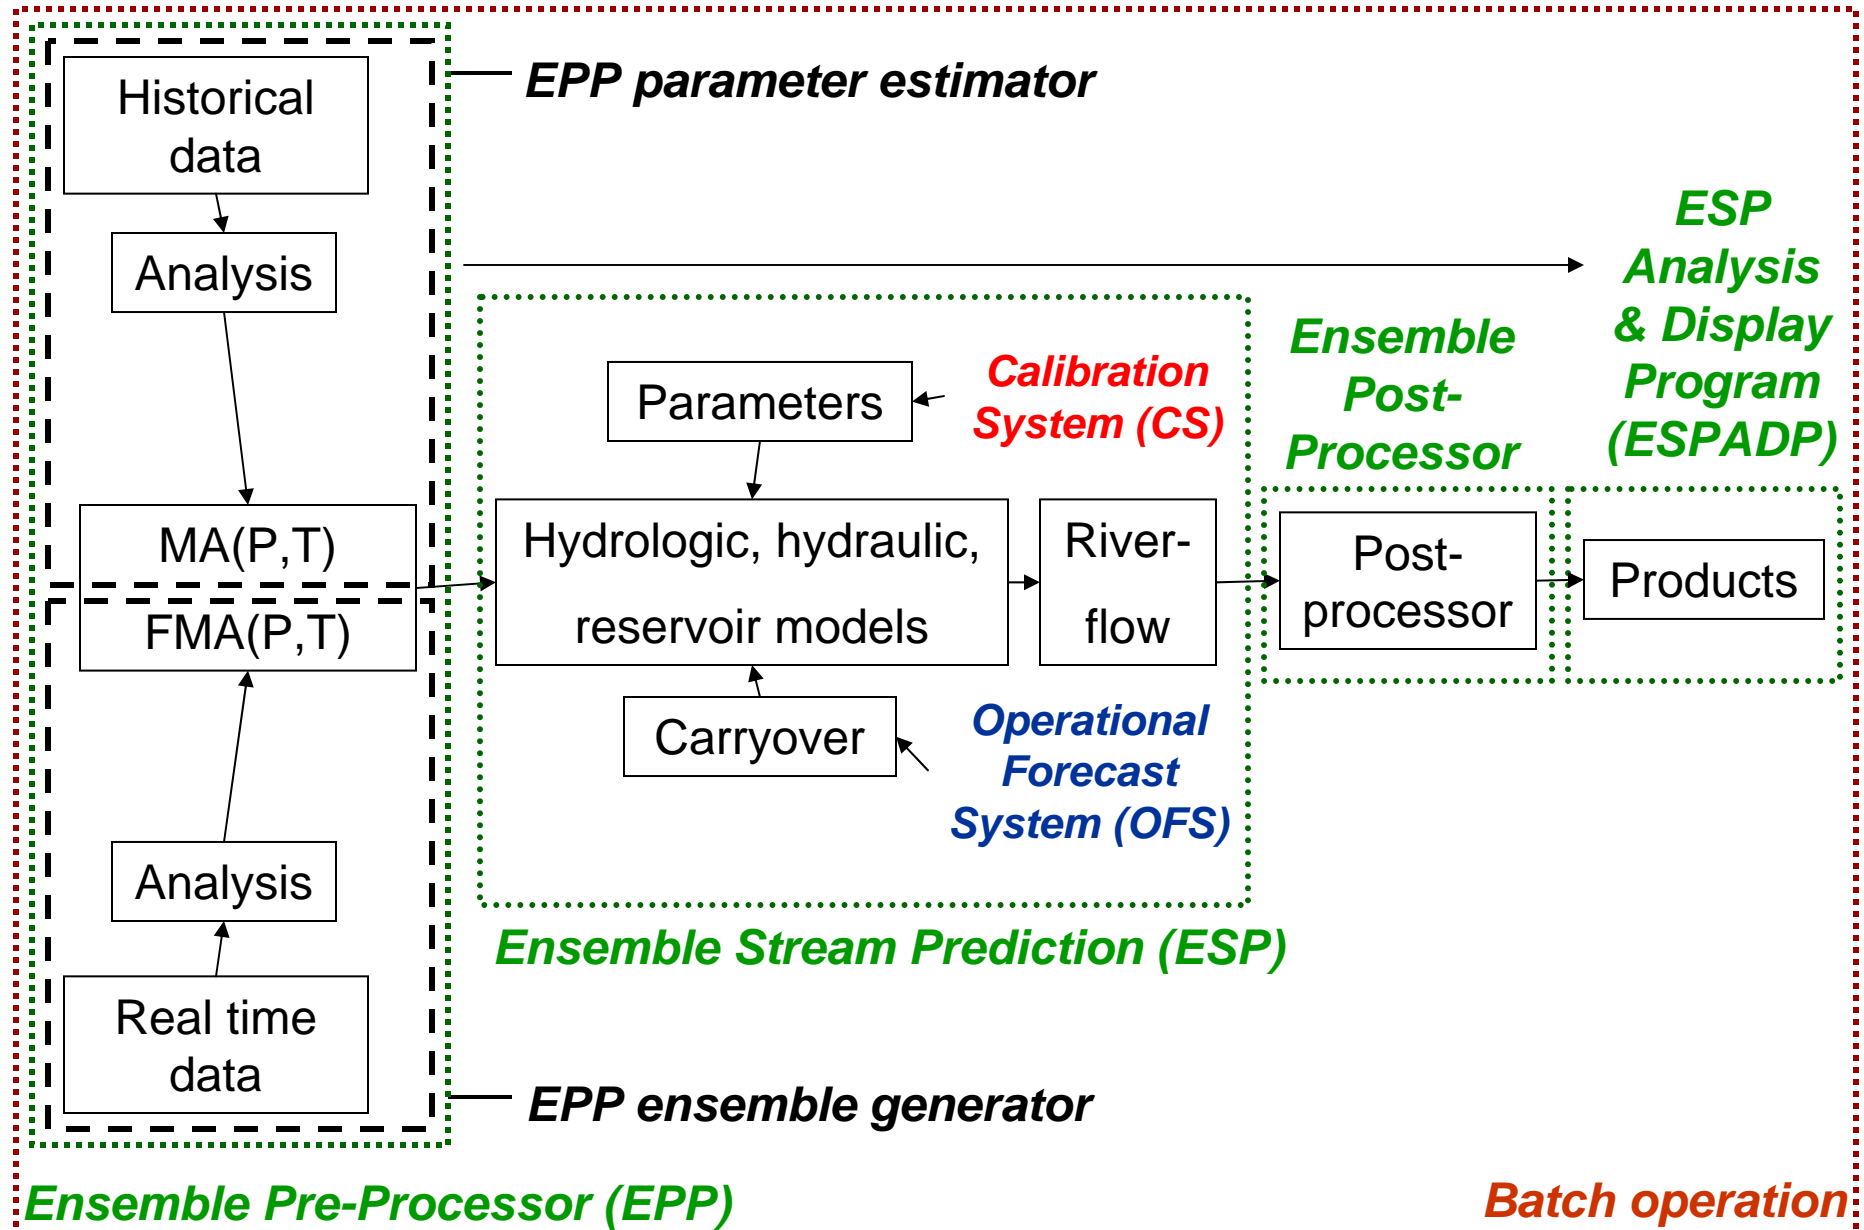 Historical
data
EPP parameter estimator
Analysis
ESP
Analysis
& Display
Program
(ESPADP)
Ensemble
Post-
Processor
Parameters
Calibration
System (CS)
MA(P,T)
FMA(P,T)
Hydrologic, hydraulic,
reservoir models
River-
flow
Post-
processor
Products
Carryover
Operational
Forecast
System (OFS)
Analysis
Ensemble Stream Prediction (ESP)
Real time
data
EPP ensemble generator
Ensemble Pre-Processor (EPP)
Batch operation